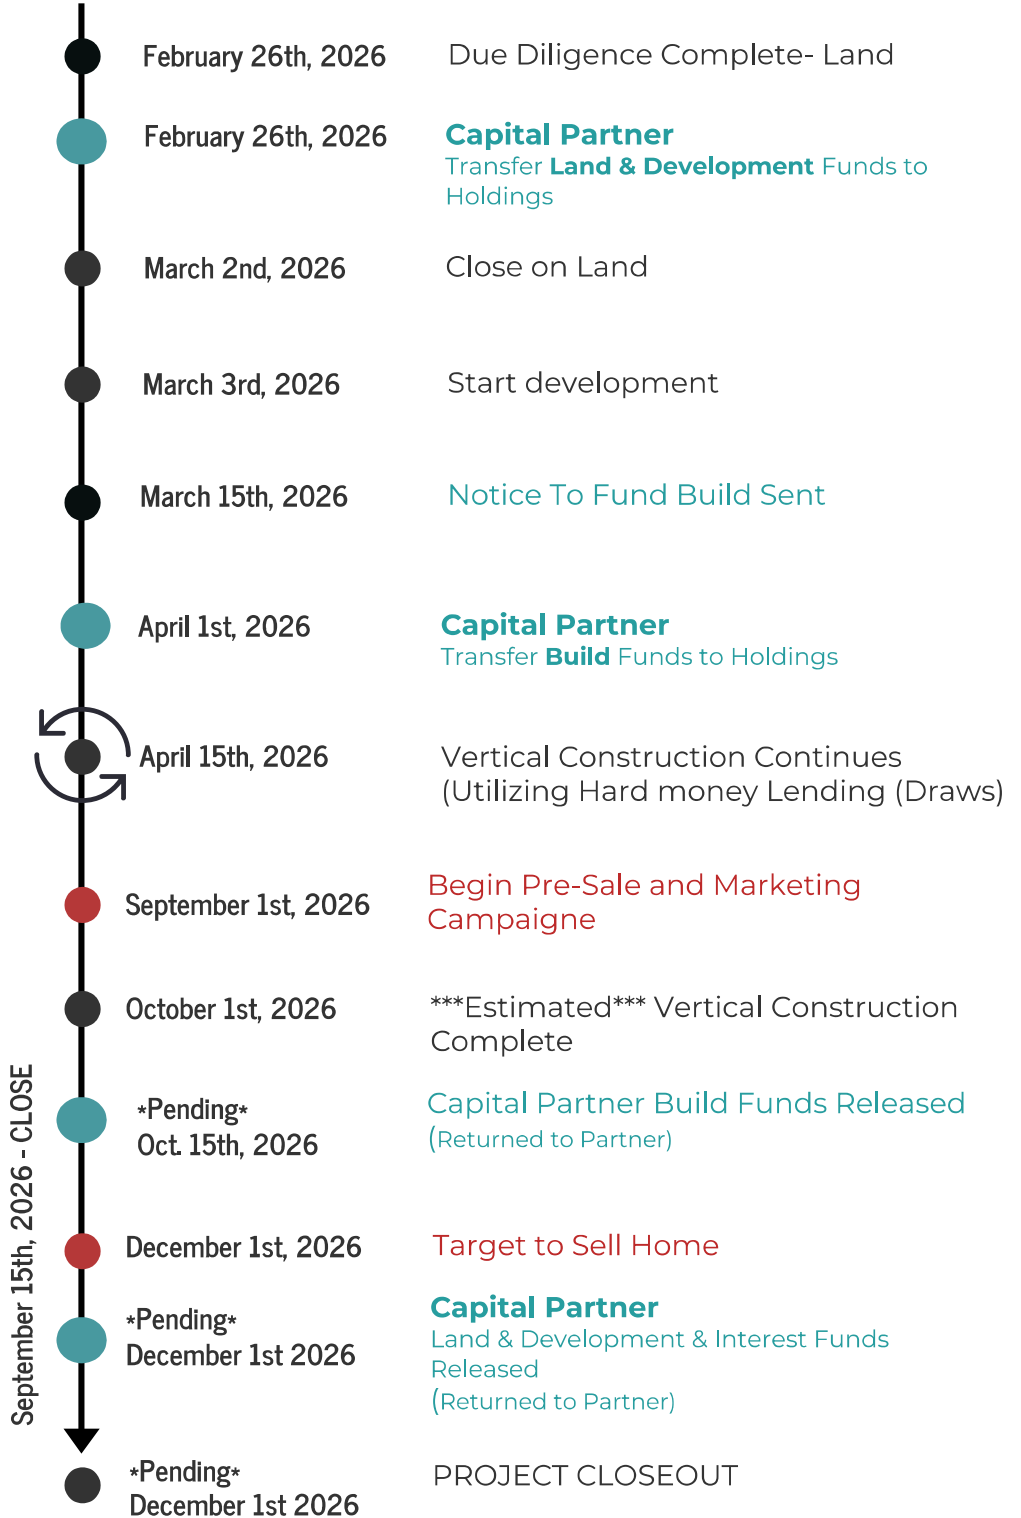 February 26th, 2026
Due Diligence Complete- Land
February 26th, 2026
Capital Partner
Transfer Land & Development Funds to
Holdings
March 2nd, 2026
Close on Land
March 3rd, 2026
Start development
March 15th, 2026
Notice To Fund Build Sent
April 1st, 2026
Capital Partner
Transfer Build Funds to Holdings
April 15th, 2026
Vertical Construction Continues
(Utilizing Hard money Lending (Draws)
September 1st, 2026
Begin Pre-Sale and Marketing
Campaigne
October 1st, 2026
***Estimated*** Vertical Construction
Complete
*Pending*
Oct. 15th, 2026
Capital Partner Build Funds Released
(Returned to Partner)
December 1st, 2026
Target to Sell Home
*Pending*
December 1st 2026
Capital Partner
Land & Development & Interest Funds
Released
(Returned to Partner)
*Pending*
December 1st 2026
PROJECT CLOSEOUT
September 15th, 2026 - CLOSE